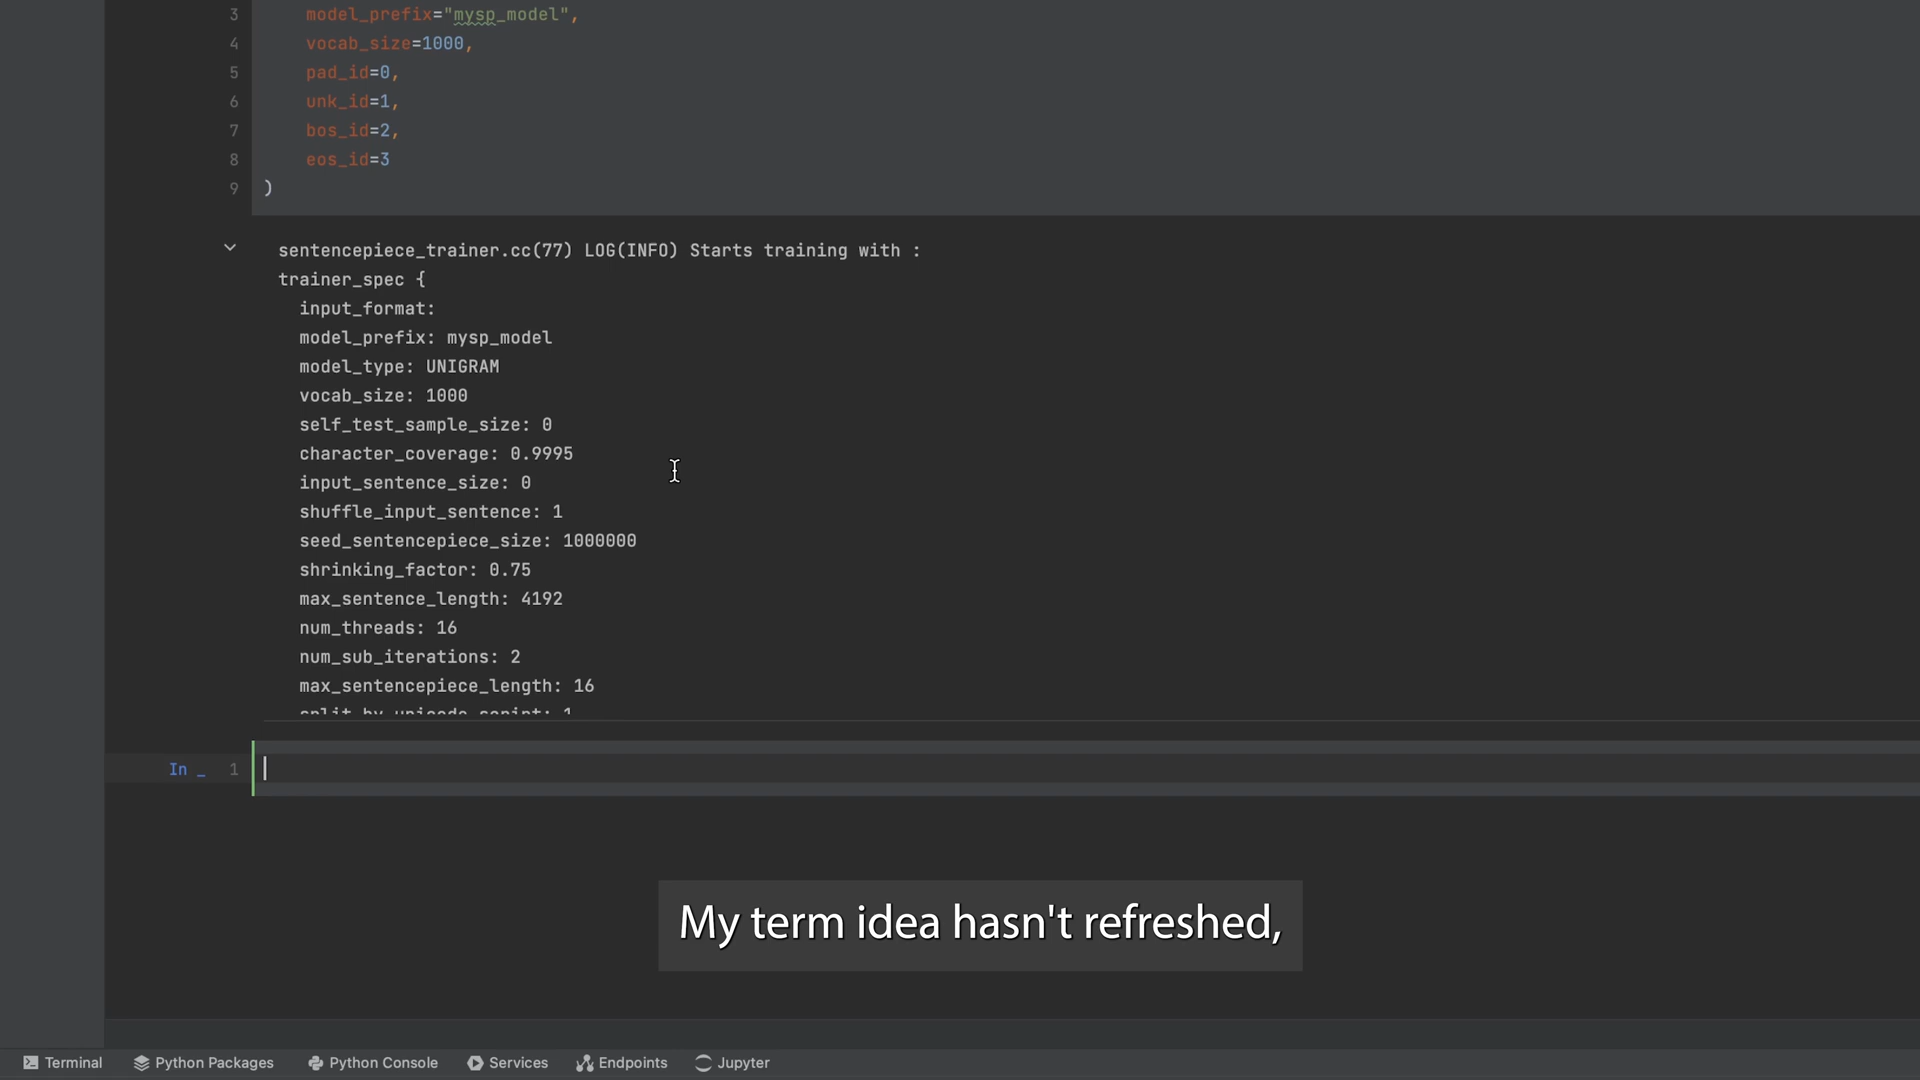 3 model_prefix="mysp_model",
4 vocab_size=1000,
5 pad_id=0,
6 unk_id=1,
7 bos_id=2,
8 eos_id=3
9 )
sentencepiece_trainer.cc(77) LOG(INFO) Starts training with :
trainer_spec {
input_format:
model_prefix: mysp_model
model_type: UNIGRAM
vocab_size: 1000
self_test_sample_size: 0
character_coverage: 0.9995
input_sentence_size: 0
shuffle_input_sentence: 1
seed_sentencepiece_size: 1000000
shrinking_factor: 0.75
max_sentence_length: 4192
num_threads: 16
num_sub_iterations: 2
max_sentencepiece_length: 16
split_by_unicode_script: 1
In _ 1
My term idea hasn't refreshed,
Terminal Python Packages Python Console Services Endpoints Jupyter